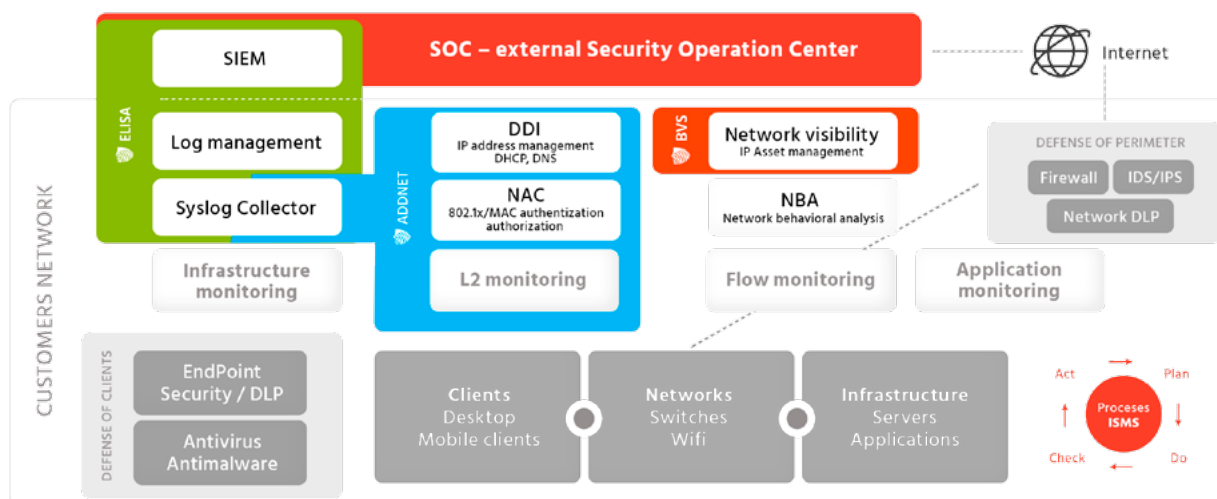 SOC – external Security Operation Center
SIEM
Internet
ELISA
Log management
Syslog Collector
ADDNET
DDI
IP address management
DHCP, DNS
NAC
802.1x/MAC authentization
authorization
L2 monitoring
BVS
Network visibility
IP Asset management
NBA
Network behavioral analysis
DEFENSE OF PERIMETER
Firewall
IDS/IPS
Network DLP
CUSTOMERS NETWORK
Infrastructure
monitoring
Flow monitoring
Application
monitoring
DEFENSE OF CLIENTS
EndPoint
Security / DLP
Antivirus
Antimalware
Clients
Desktop
Mobile clients
Networks
Switches
Wifi
Infrastructure
Servers
Applications
Act
Plan
Proceses
ISMS
Check
Do